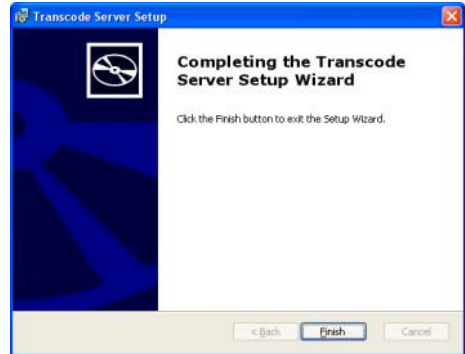 Transcode Server Setup
Completing the Transcode
Server Setup Wizard
Click the Finish button to exit the Setup Wizard.
< Back
Finish
Cancel